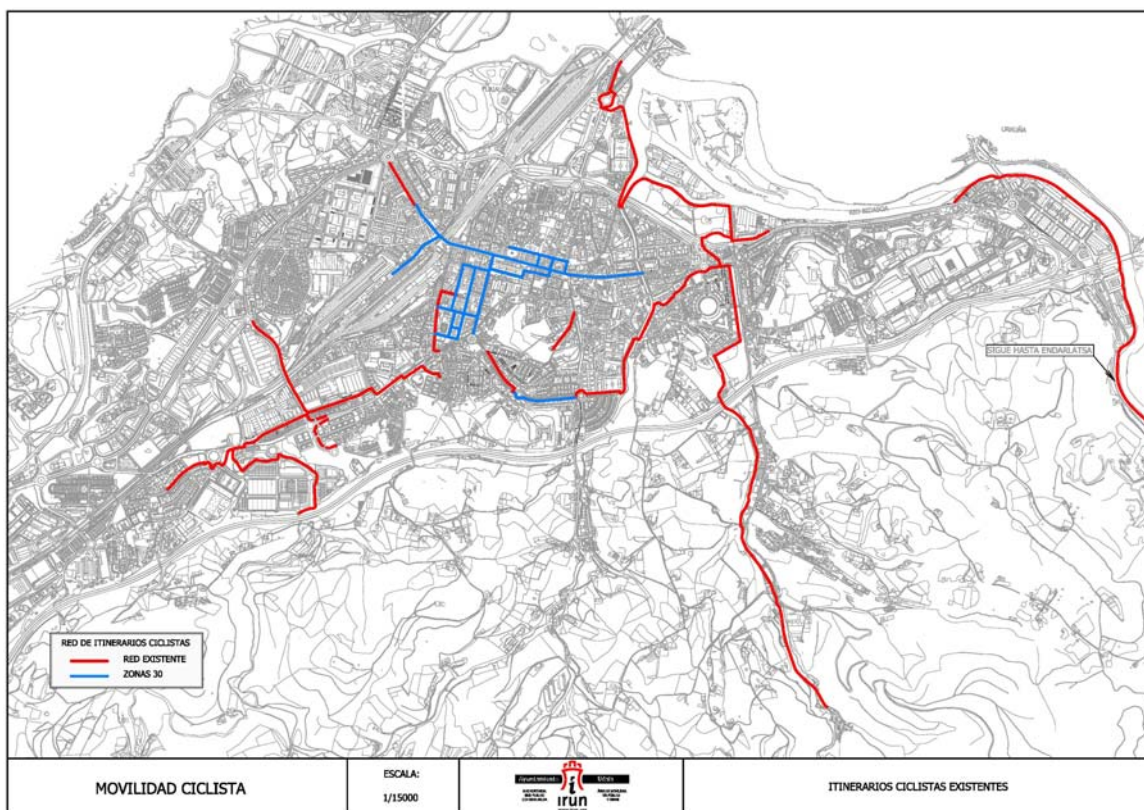 SIGUE HASTA ENDARLATSA
RED DE ITINERARIOS CICLISTAS
RED EXISTENTE
ZONAS 30
MOVILIDAD CICLISTA
ESCALA:
1/15000
irun
ITINERARIOS CICLISTAS EXISTENTES